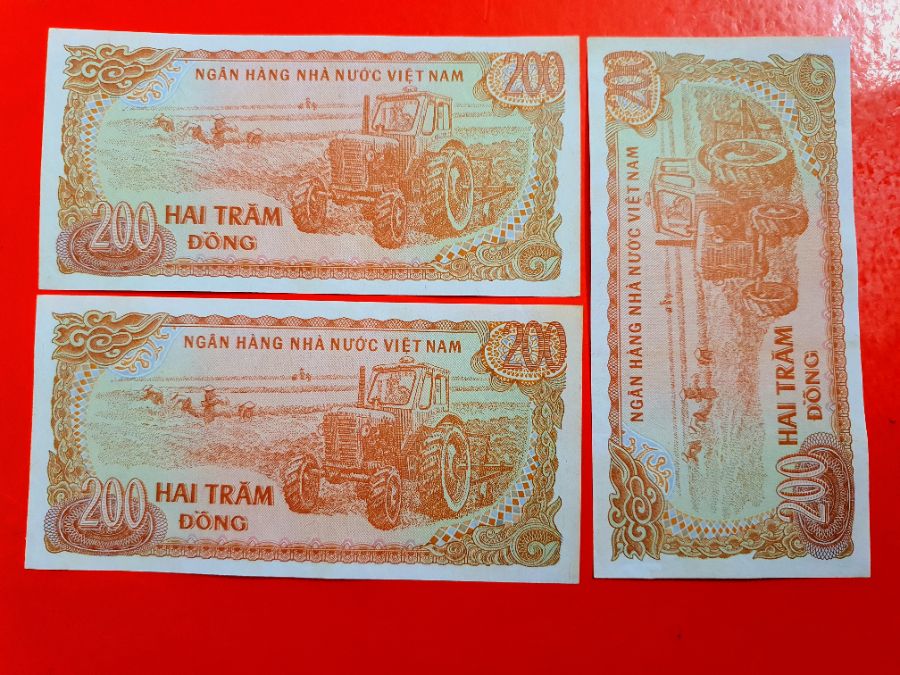 NGÂN HÀNG NHÀ NƯỚC VIỆT NAM
200
200
HAI TRĂM
ĐỒNG
NGÂN HÀNG NHÀ NƯỚC VIỆT NAM
200
200
HAI TRĂM
ĐỒNG
NGÂN HÀNG NHÀ NƯỚC VIỆT NAM
200
200
HAI TRĂM
ĐỒNG